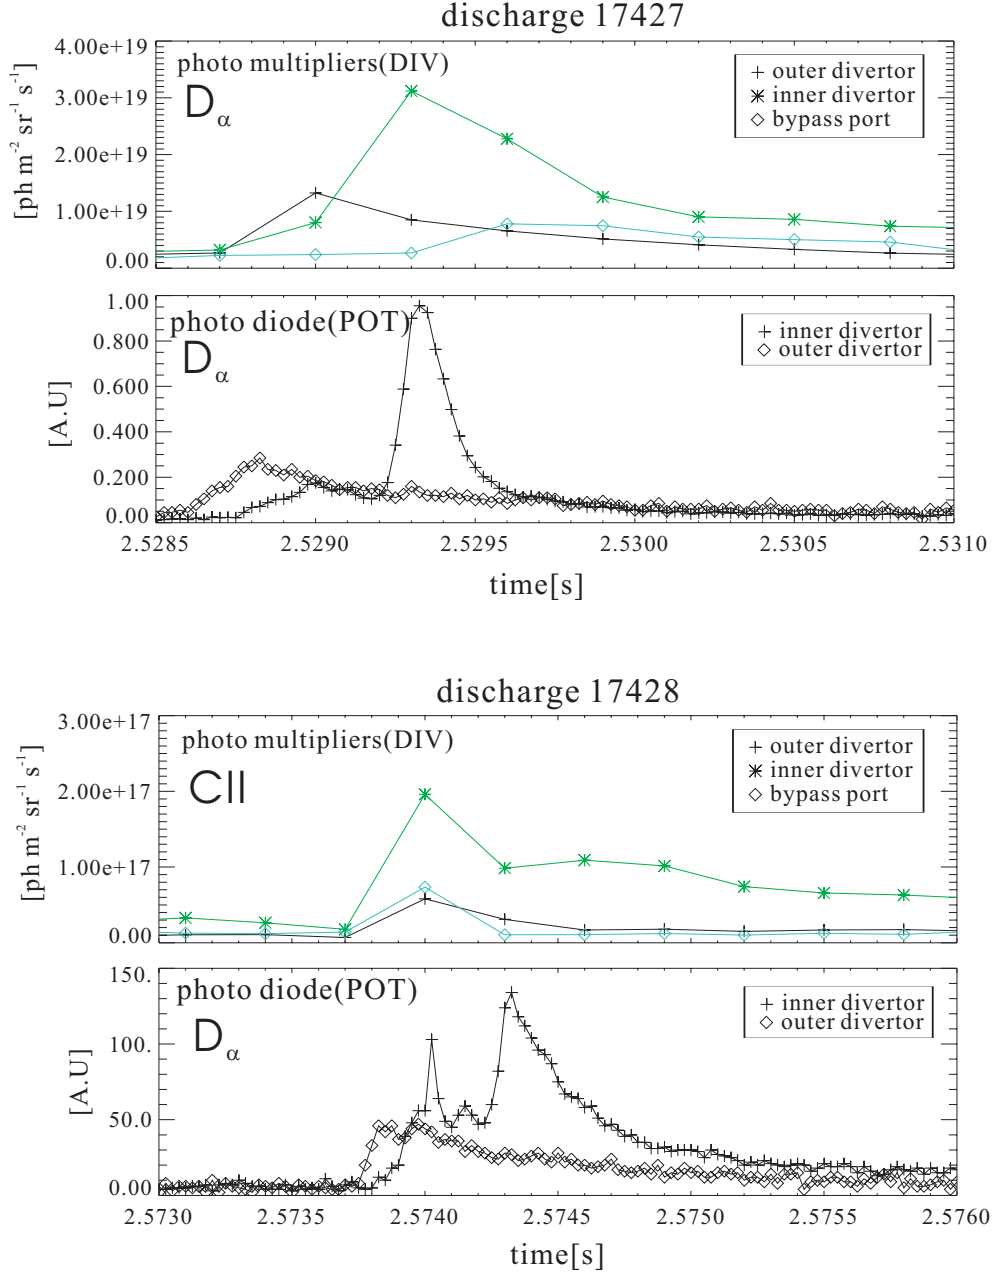 discharge 17427
photo multipliers(DIV)
Dα
+ outer divertor
inner divertor
bypass port
[ph m-2 sr-1 s-1]
4.00e+19
3.00e+19
2.00e+19
1.00e+19
0.00
photo diode(POT)
Dα
+ inner divertor
outer divertor
[A.U]
1.00
0.800
0.600
0.400
0.200
0.00
2.5285 2.5290 2.5295 2.5300 2.5305 2.5310
time[s]
discharge 17428
photo multipliers(DIV)
CII
+ outer divertor
inner divertor
bypass port
[ph m-2 sr-1 s-1]
3.00e+17
2.00e+17
1.00e+17
0.00
photo diode(POT)
Dα
+ inner divertor
outer divertor
[A.U]
150.
100.
50.0
0.00
2.5730 2.5735 2.5740 2.5745 2.5750 2.5755 2.5760
time[s]